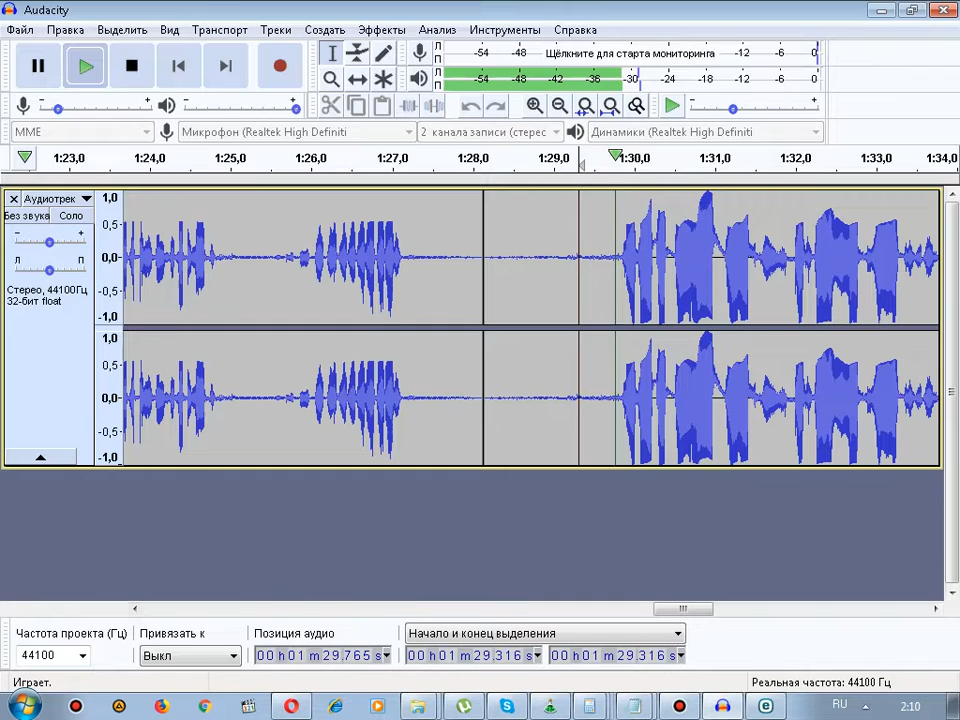 Audacity
Файл Правка Выделить Вид Транспорт Треки Создать Эффекты Анализ Инструменты Справка
Л П -54 -48 Щёлкните для старта мониторинга -12 -6 0
Л П -54 -48 -42 -36 -30 -24 -18 -12 -6 0
MME Микрофон (Realtek High Definiti 2 канала записи (стерес Динамики (Realtek High Definiti
1:23,0 1:24,0 1:25,0 1:26,0 1:27,0 1:28,0 1:29,0 1:30,0 1:31,0 1:32,0 1:33,0 1:34,0
Аудиотрек
Без звука Соло
- +
Л П
Стерео, 44100Гц
32-бит float
1,0
0,5-
0,0-
-0,5-
-1,0
1,0
0,5-
0,0-
-0,5-
-1,0
Частота проекта (Гц) Привязать к Позиция аудио Начало и конец выделения
44100 Выкл 00 h 01 m 29.765 s 00 h 01 m 29.316 s 00 h 01 m 29.316 s
Играет. Реальная частота: 44100 Гц
RU 2:10